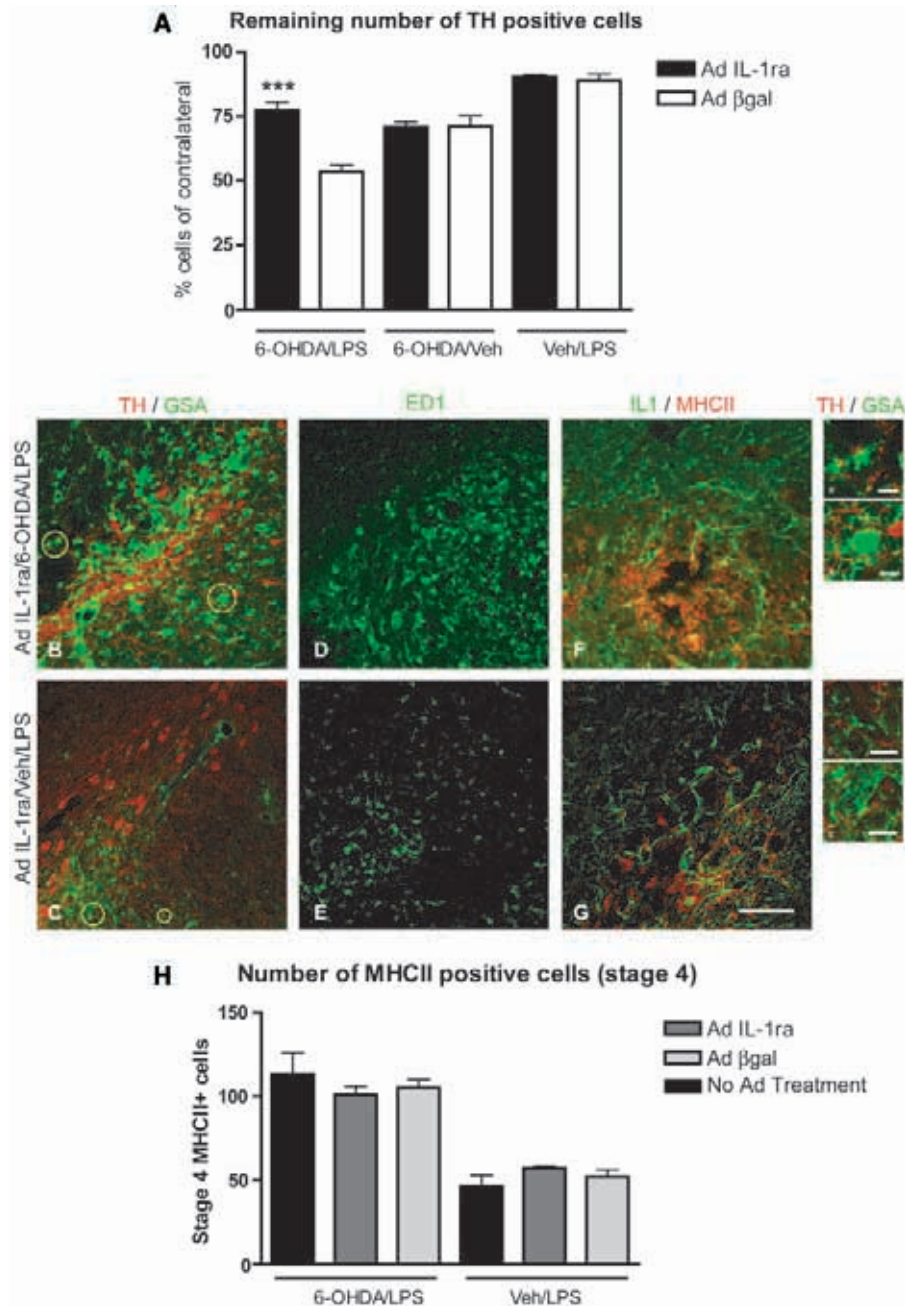 A Remaining number of TH positive cells
% cells of contralateral
100
75
50
25
0
***
Ad IL-1ra
Ad βgal
6-OHDA/LPS 6-OHDA/Veh Veh/LPS
TH / GSA ED1 IL1 / MHCII TH / GSA
Ad IL-1ra/6-OHDA/LPS
B D F
Ad IL-1ra/Veh/LPS
C E G
H Number of MHCII positive cells (stage 4)
Stage 4 MHCII+ cells
150
100
50
0
Ad IL-1ra
Ad βgal
No Ad Treatment
6-OHDA/LPS Veh/LPS